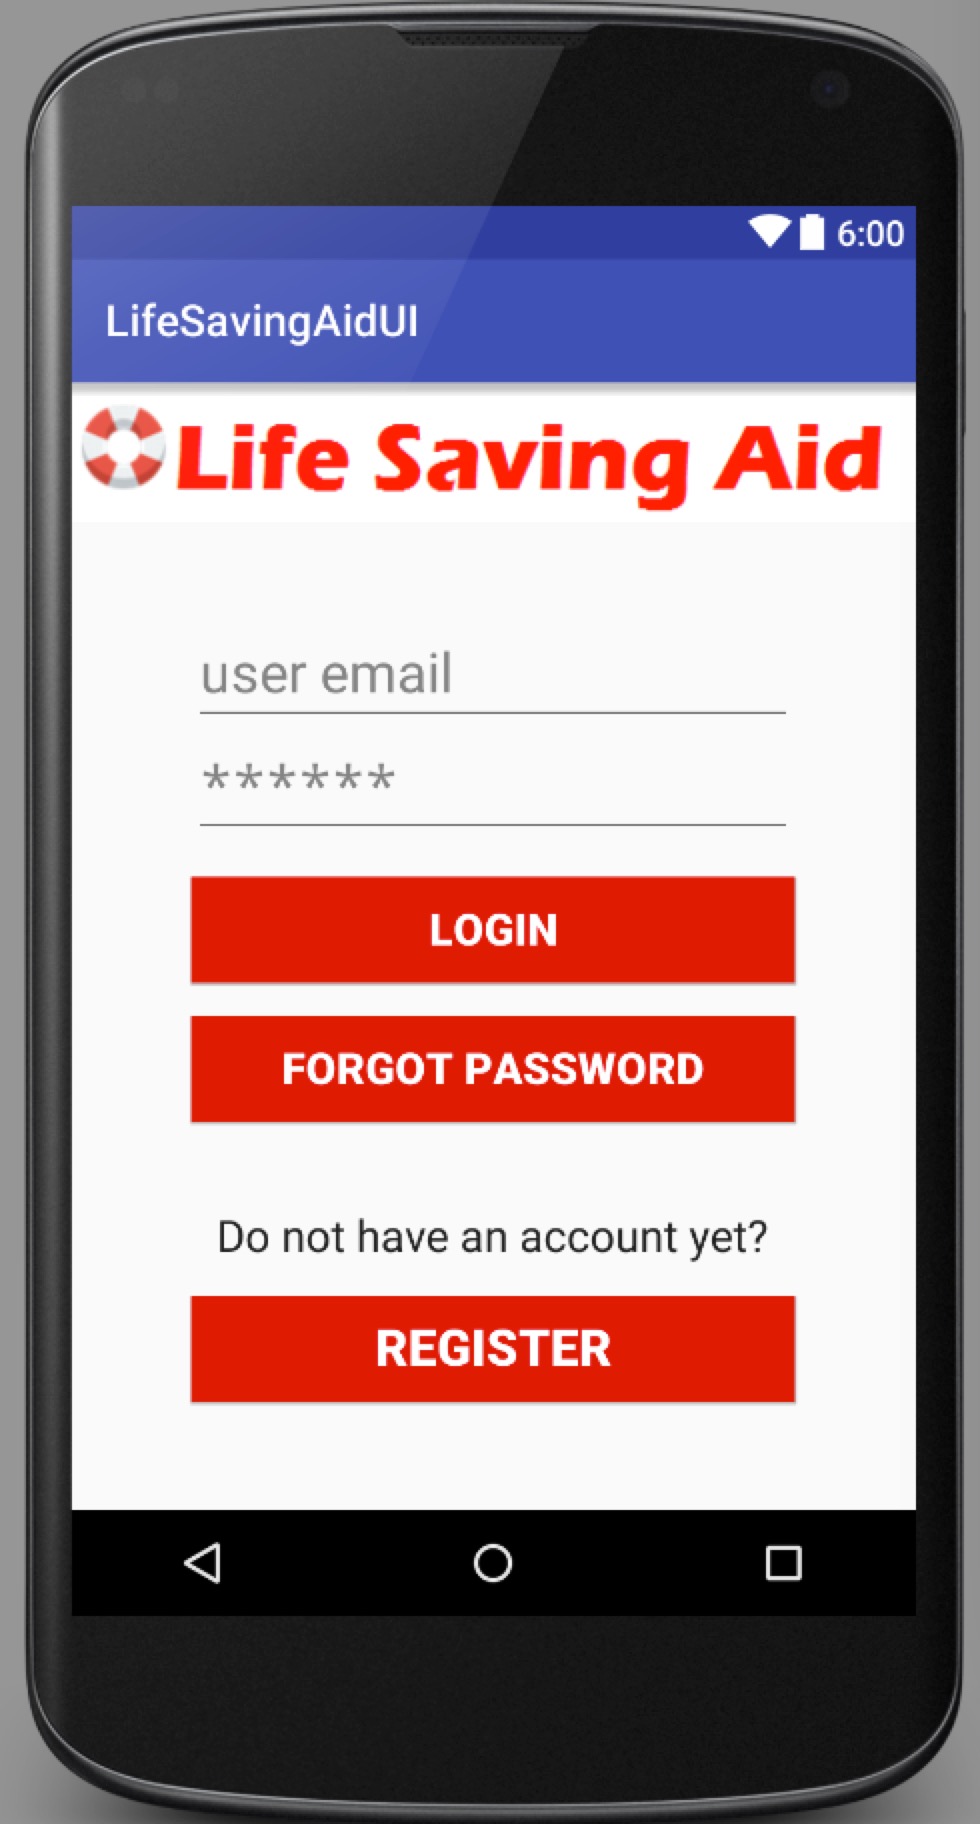 6:00
LifeSavingAidUI
Life Saving Aid
user email
******
LOGIN
FORGOT PASSWORD
Do not have an account yet?
REGISTER